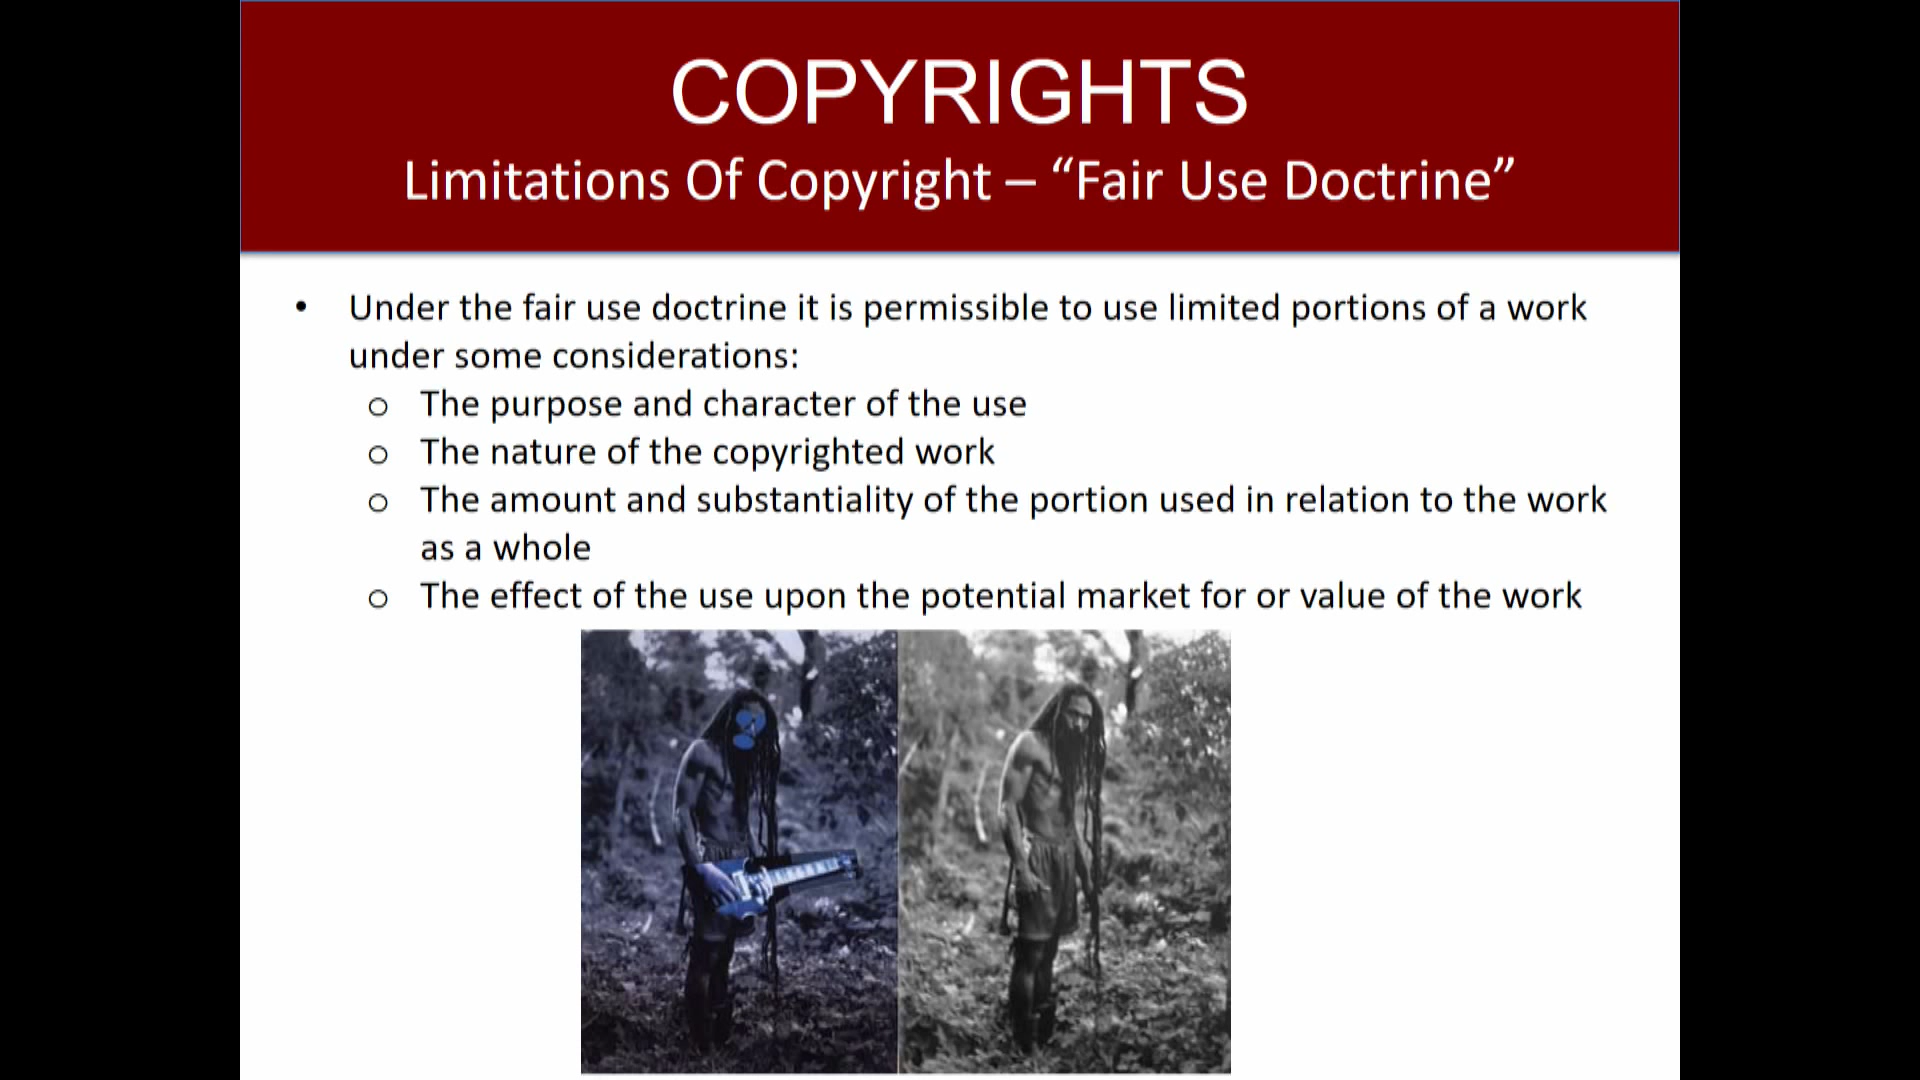 COPYRIGHTS
Limitations Of Copyright – “Fair Use Doctrine”
• Under the fair use doctrine it is permissible to use limited portions of a work
under some considerations:
o The purpose and character of the use
o The nature of the copyrighted work
o The amount and substantiality of the portion used in relation to the work
as a whole
o The effect of the use upon the potential market for or value of the work